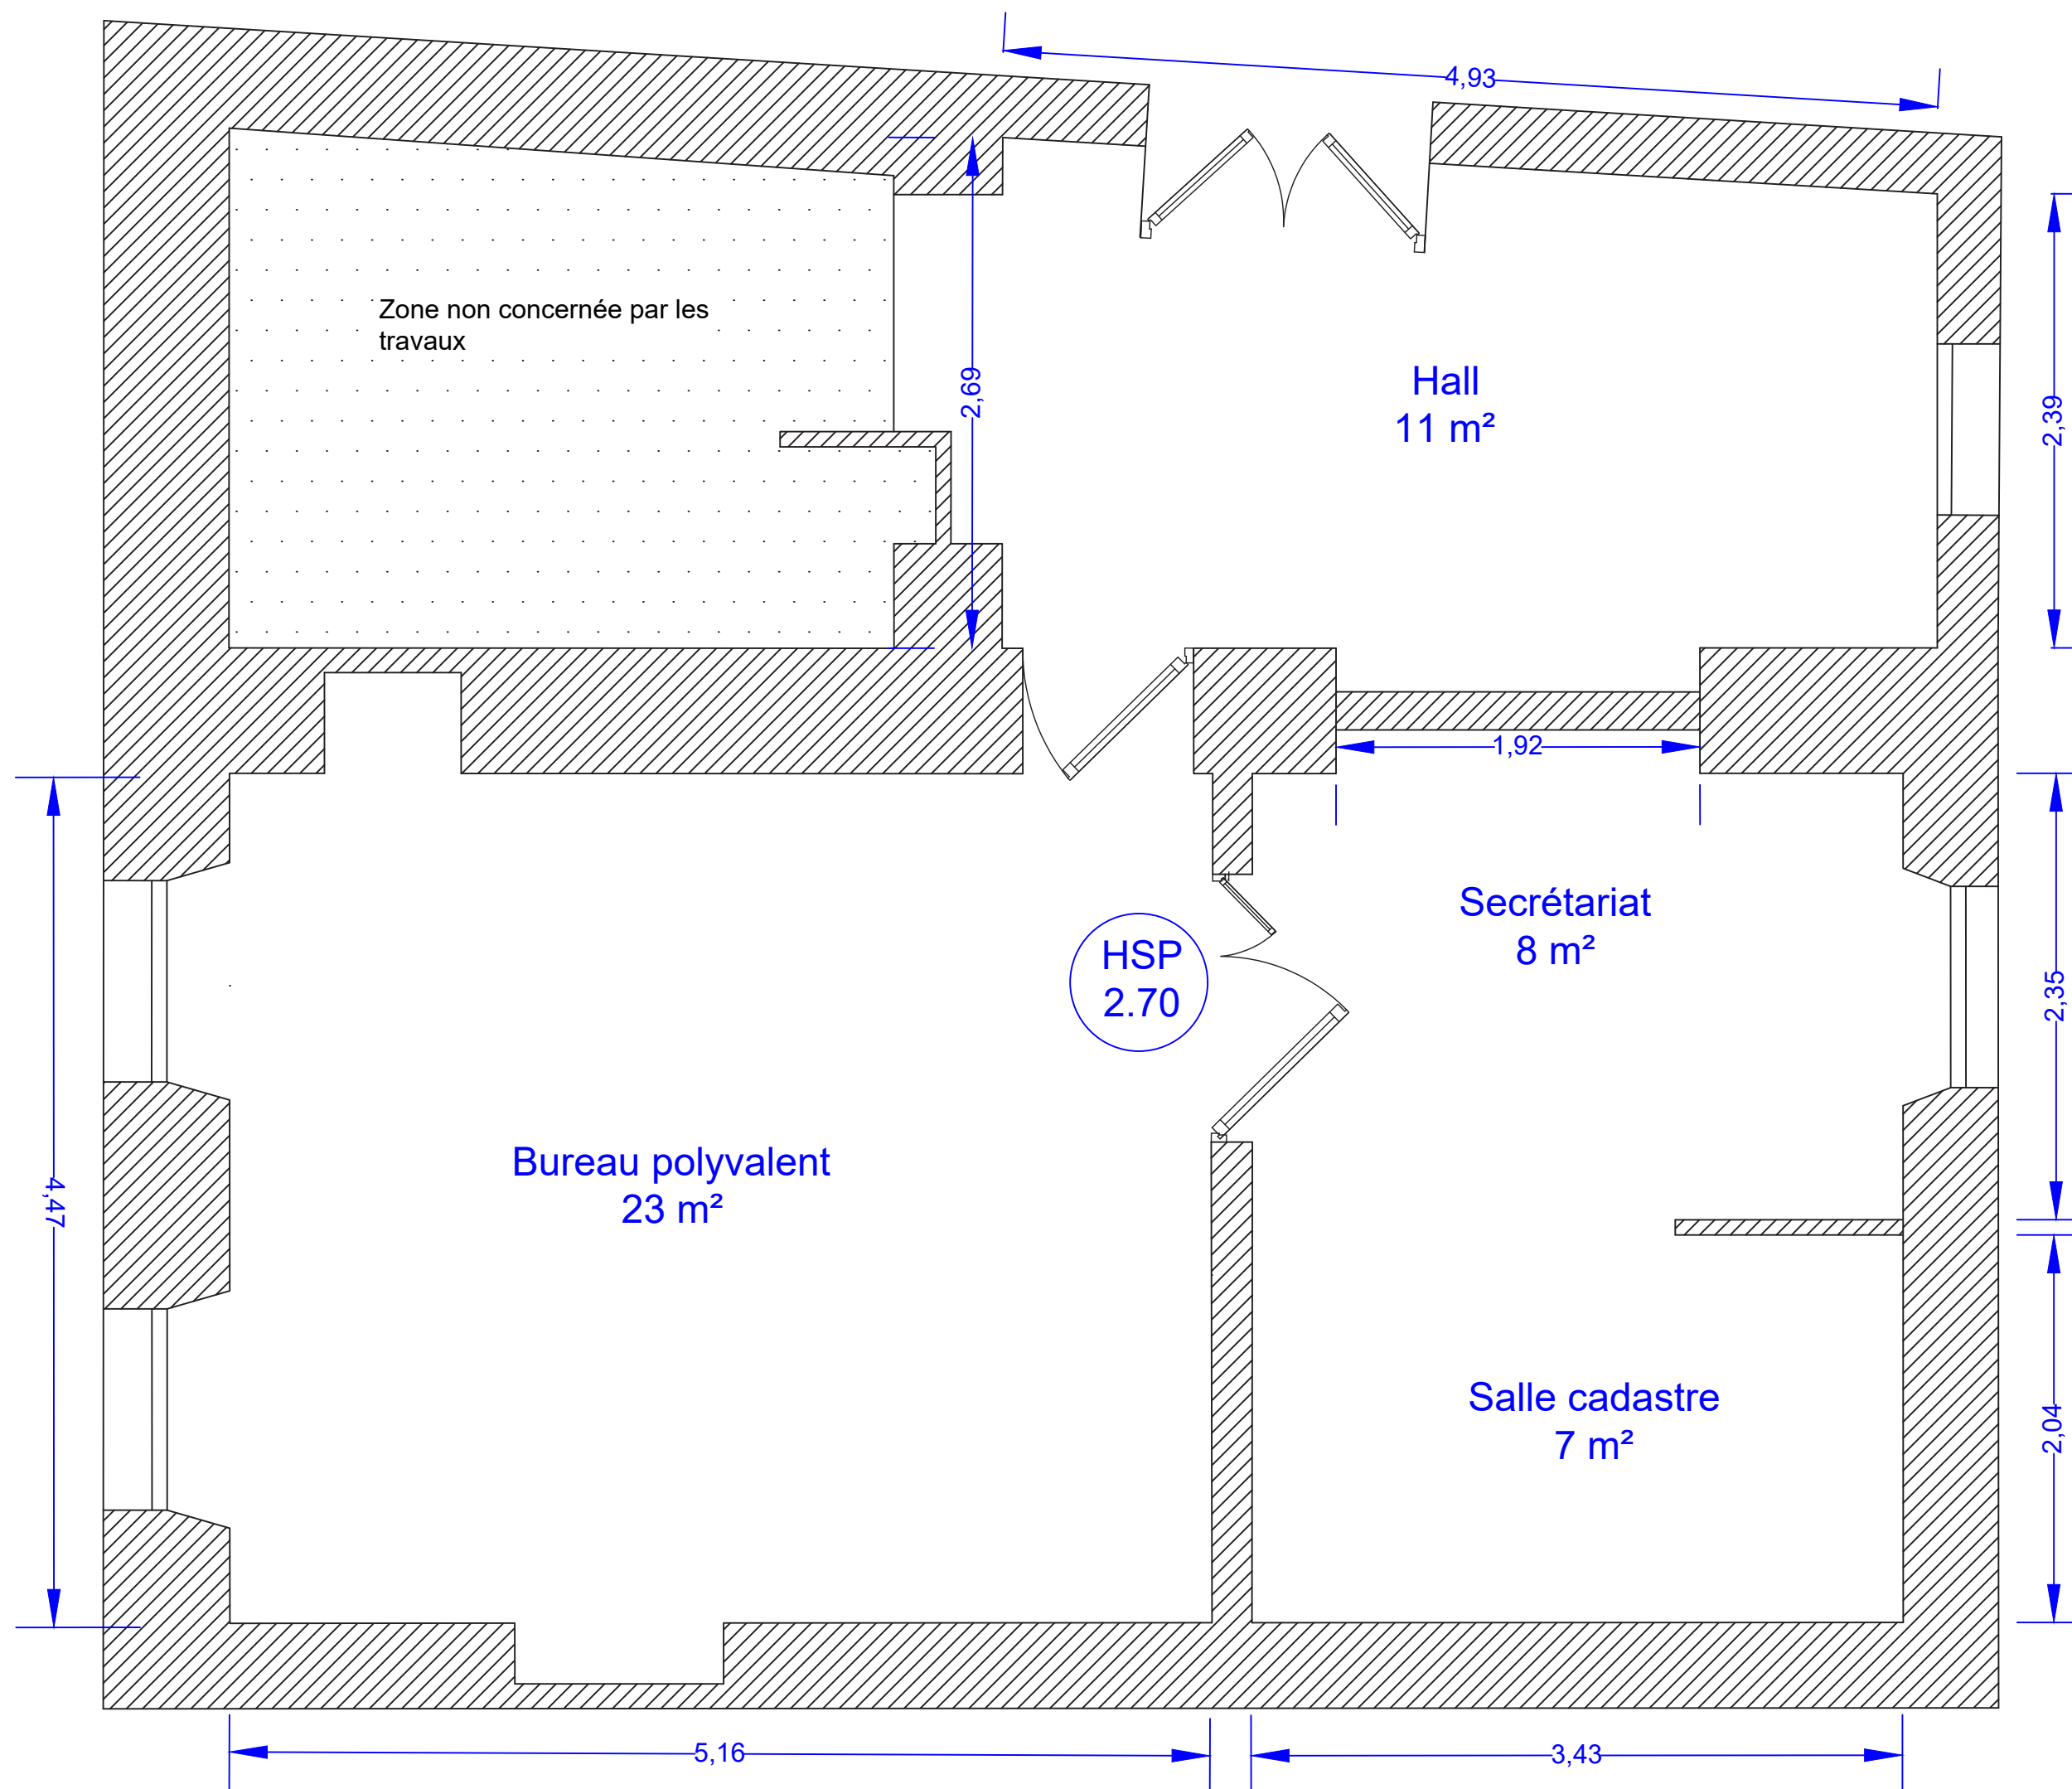 4,93
Zone non concernée par les
travaux
2,69
Hall
11 m²
2,39
1,92
Secrétariat
8 m²
HSP
2.70
2,35
Bureau polyvalent
23 m²
4,47
Salle cadastre
7 m²
2,04
5,16
3,43